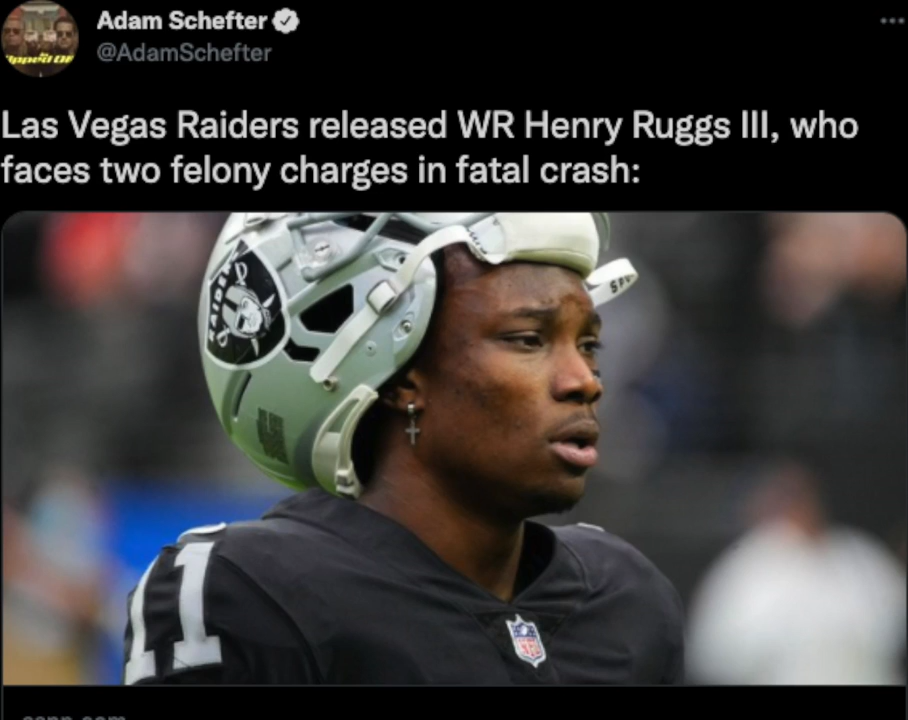 Adam Schefter
@AdamSchefter
Las Vegas Raiders released WR Henry Ruggs III, who
faces two felony charges in fatal crash:
RAIDERS
11
NFL